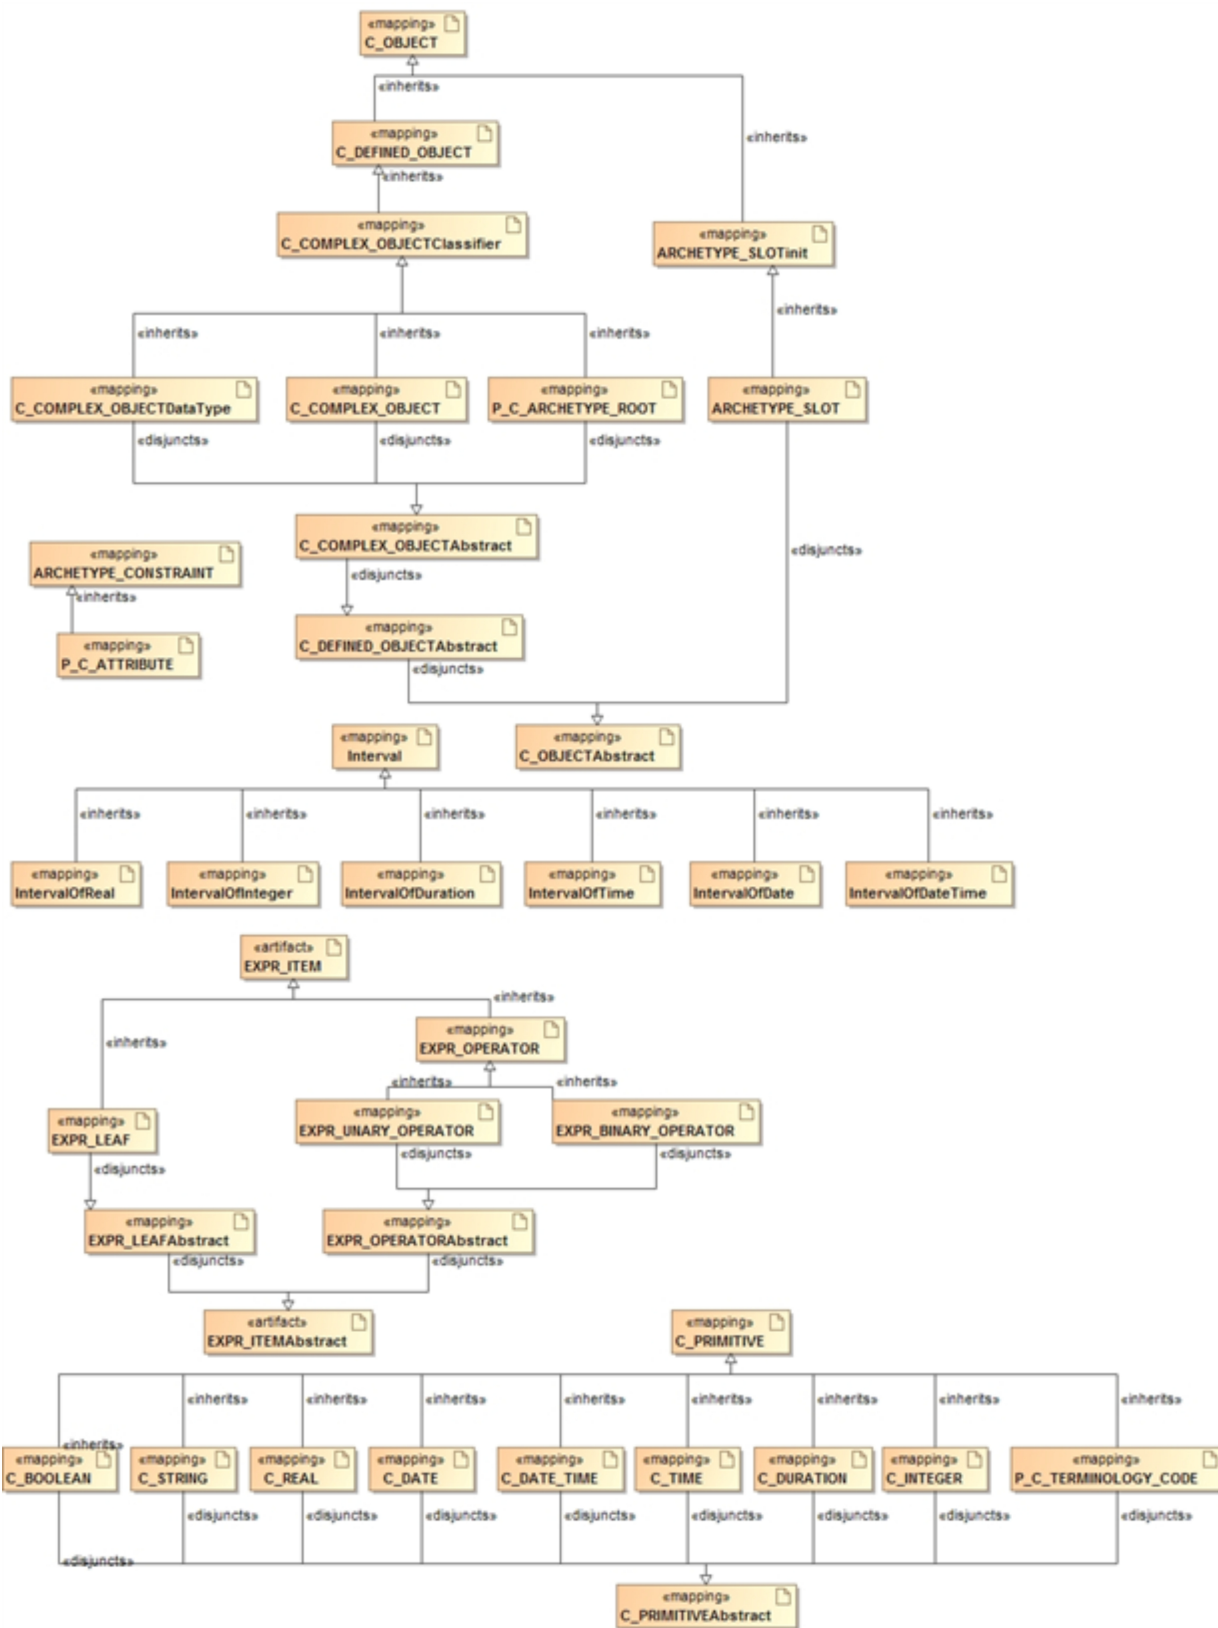 «mapping»
C_OBJECT
«inherits»
«mapping»
C_DEFINED_OBJECT
«inherits»
«inherits»
«mapping»
C_COMPLEX_OBJECTClassifier
«mapping»
ARCHETYPE_SLOTinit
«inherits»
«inherits» «inherits» «inherits»
«mapping» «mapping» «mapping» «mapping»
C_COMPLEX_OBJECTDataType C_COMPLEX_OBJECT P_C_ARCHETYPE_ROOT ARCHETYPE_SLOT
«disjuncts» «disjuncts» «disjuncts»
«mapping»
C_COMPLEX_OBJECTAbstract
«disjuncts»
«mapping»
ARCHETYPE_CONSTRAINT
«disjuncts»
«inherits»
«mapping»
C_DEFINED_OBJECTAbstract
«mapping»
P_C_ATTRIBUTE
«disjuncts»
«mapping» «mapping»
Interval C_OBJECTAbstract
«inherits» «inherits» «inherits» «inherits» «inherits» «inherits»
«mapping» «mapping» «mapping» «mapping» «mapping» «mapping»
IntervalOfReal IntervalOfInteger IntervalOfDuration IntervalOfTime IntervalOfDate IntervalOfDateTime
«artifact»
EXPR_ITEM
«inherits»
«mapping»
EXPR_OPERATOR
«inherits»
«inherits» «inherits»
«mapping» «mapping» «mapping»
EXPR_LEAF EXPR_UNARY_OPERATOR EXPR_BINARY_OPERATOR
«disjuncts» «disjuncts» «disjuncts»
«mapping» «mapping»
EXPR_LEAFAbstract EXPR_OPERATORAbstract
«disjuncts» «disjuncts»
«artifact» «mapping»
EXPR_ITEMAbstract C_PRIMITIVE
«inherits» «inherits» «inherits» «inherits» «inherits» «inherits» «inherits» «inherits»
«inherits»
«mapping» «mapping» «mapping» «mapping» «mapping» «mapping» «mapping» «mapping» «mapping»
C_BOOLEAN C_STRING C_REAL C_DATE C_DATE_TIME C_TIME C_DURATION C_INTEGER P_C_TERMINOLOGY_CODE
«disjuncts» «disjuncts» «disjuncts» «disjuncts» «disjuncts» «disjuncts» «disjuncts» «disjuncts»
«disjuncts»
«mapping»
C_PRIMITIVEAbstract